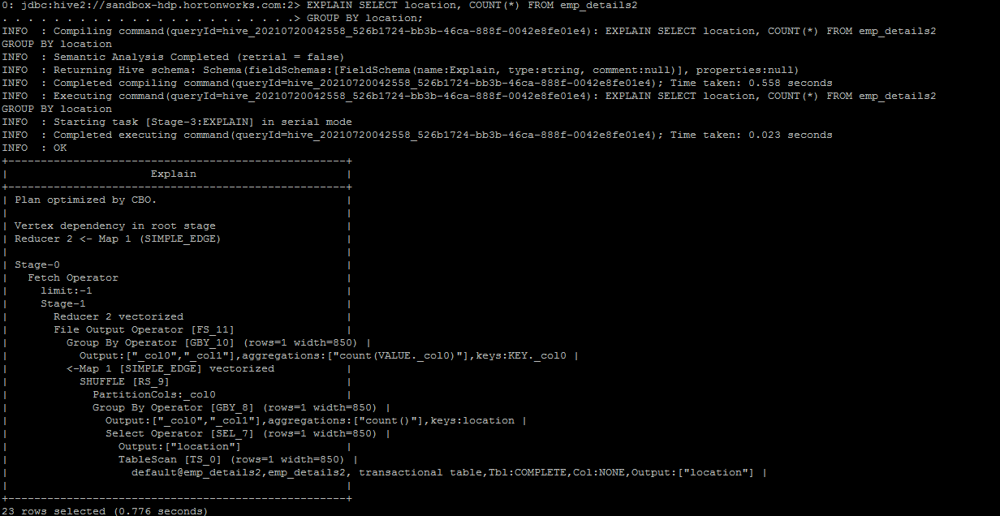 0: jdbc:hive2://sandbox-hdp.hortonworks.com:2> EXPLAIN SELECT location, COUNT(*) FROM emp_details2
. . . . . . . . . . . . . . . . . . . . . . .> GROUP BY location;
INFO  : Compiling command(queryId=hive_20210720042558_526b1724-bb3b-46ca-888f-0042e8fe01e4): EXPLAIN SELECT location, COUNT(*) FROM emp_details2
GROUP BY location
INFO  : Semantic Analysis Completed (retrial = false)
INFO  : Returning Hive schema: Schema(fieldSchemas:[FieldSchema(name:Explain, type:string, comment:null)], properties:null)
INFO  : Completed compiling command(queryId=hive_20210720042558_526b1724-bb3b-46ca-888f-0042e8fe01e4); Time taken: 0.558 seconds
INFO  : Executing command(queryId=hive_20210720042558_526b1724-bb3b-46ca-888f-0042e8fe01e4): EXPLAIN SELECT location, COUNT(*) FROM emp_details2
GROUP BY location
INFO  : Starting task [Stage-3:EXPLAIN] in serial mode
INFO  : Completed executing command(queryId=hive_20210720042558_526b1724-bb3b-46ca-888f-0042e8fe01e4); Time taken: 0.023 seconds
INFO  : OK
+----------------------------------------------------+
|                      Explain                       |
+----------------------------------------------------+
| Plan optimized by CBO.                             |
|                                                    |
| Vertex dependency in root stage                    |
| Reducer 2 <- Map 1 (SIMPLE_EDGE)                   |
|                                                    |
| Stage-0                                            |
|   Fetch Operator                                   |
|     limit:-1                                       |
|     Stage-1                                        |
|       Reducer 2 vectorized                         |
|       File Output Operator [FS_11]                 |
|         Group By Operator [GBY_10] (rows=1 width=850) |
|           Output:["_col0","_col1"],aggregations:["count(VALUE._col0)"],keys:KEY._col0 |
|         <-Map 1 [SIMPLE_EDGE] vectorized           |
|           SHUFFLE [RS_9]                           |
|             PartitionCols:_col0                    |
|             Group By Operator [GBY_8] (rows=1 width=850) |
|               Output:["_col0","_col1"],aggregations:["count()"],keys:location |
|               Select Operator [SEL_7] (rows=1 width=850) |
|                 Output:["location"]                |
|                 TableScan [TS_0] (rows=1 width=850) |
|                   default@emp_details2,emp_details2, transactional table,Tbl:COMPLETE,Col:NONE,Output:["location"] |
|                                                    |
+----------------------------------------------------+
23 rows selected (0.776 seconds)